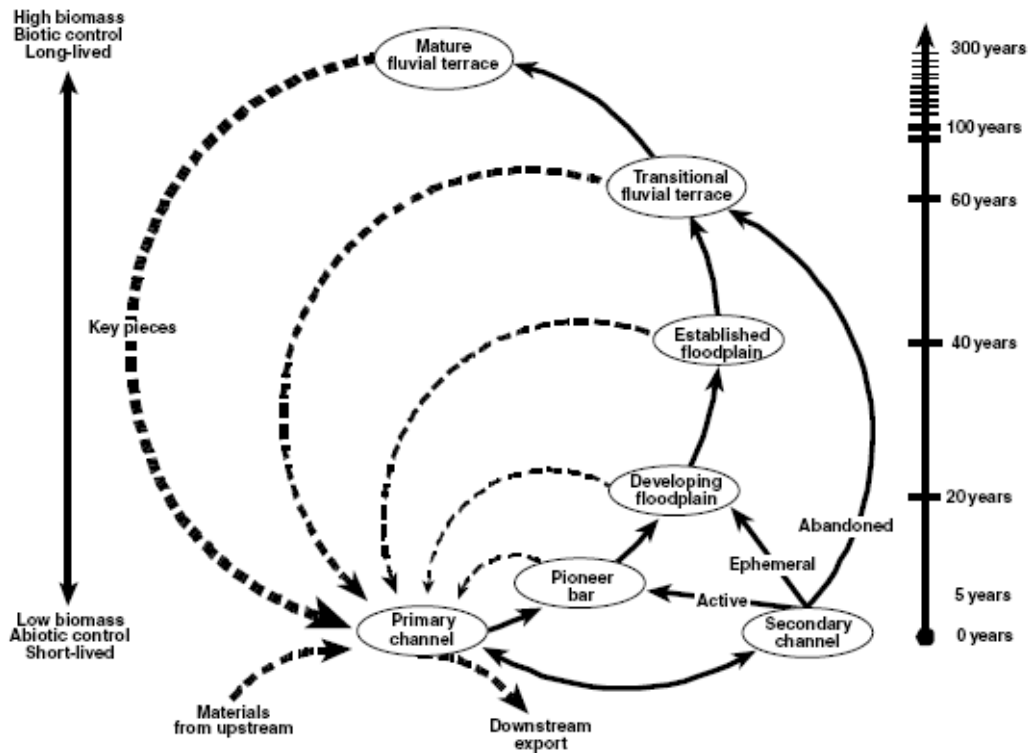 High biomass
Biotic control
Long-lived
Mature
fluvial terrace
300 years
100 years
Transitional
fluvial terrace
60 years
Key pieces
Established
floodplain
40 years
Developing
floodplain
20 years
Abandoned
Ephemeral
Pioneer
bar
Active
5 years
Low biomass
Abiotic control
Short-lived
Primary
channel
Secondary
channel
0 years
Materials
from upstream
Downstream
export